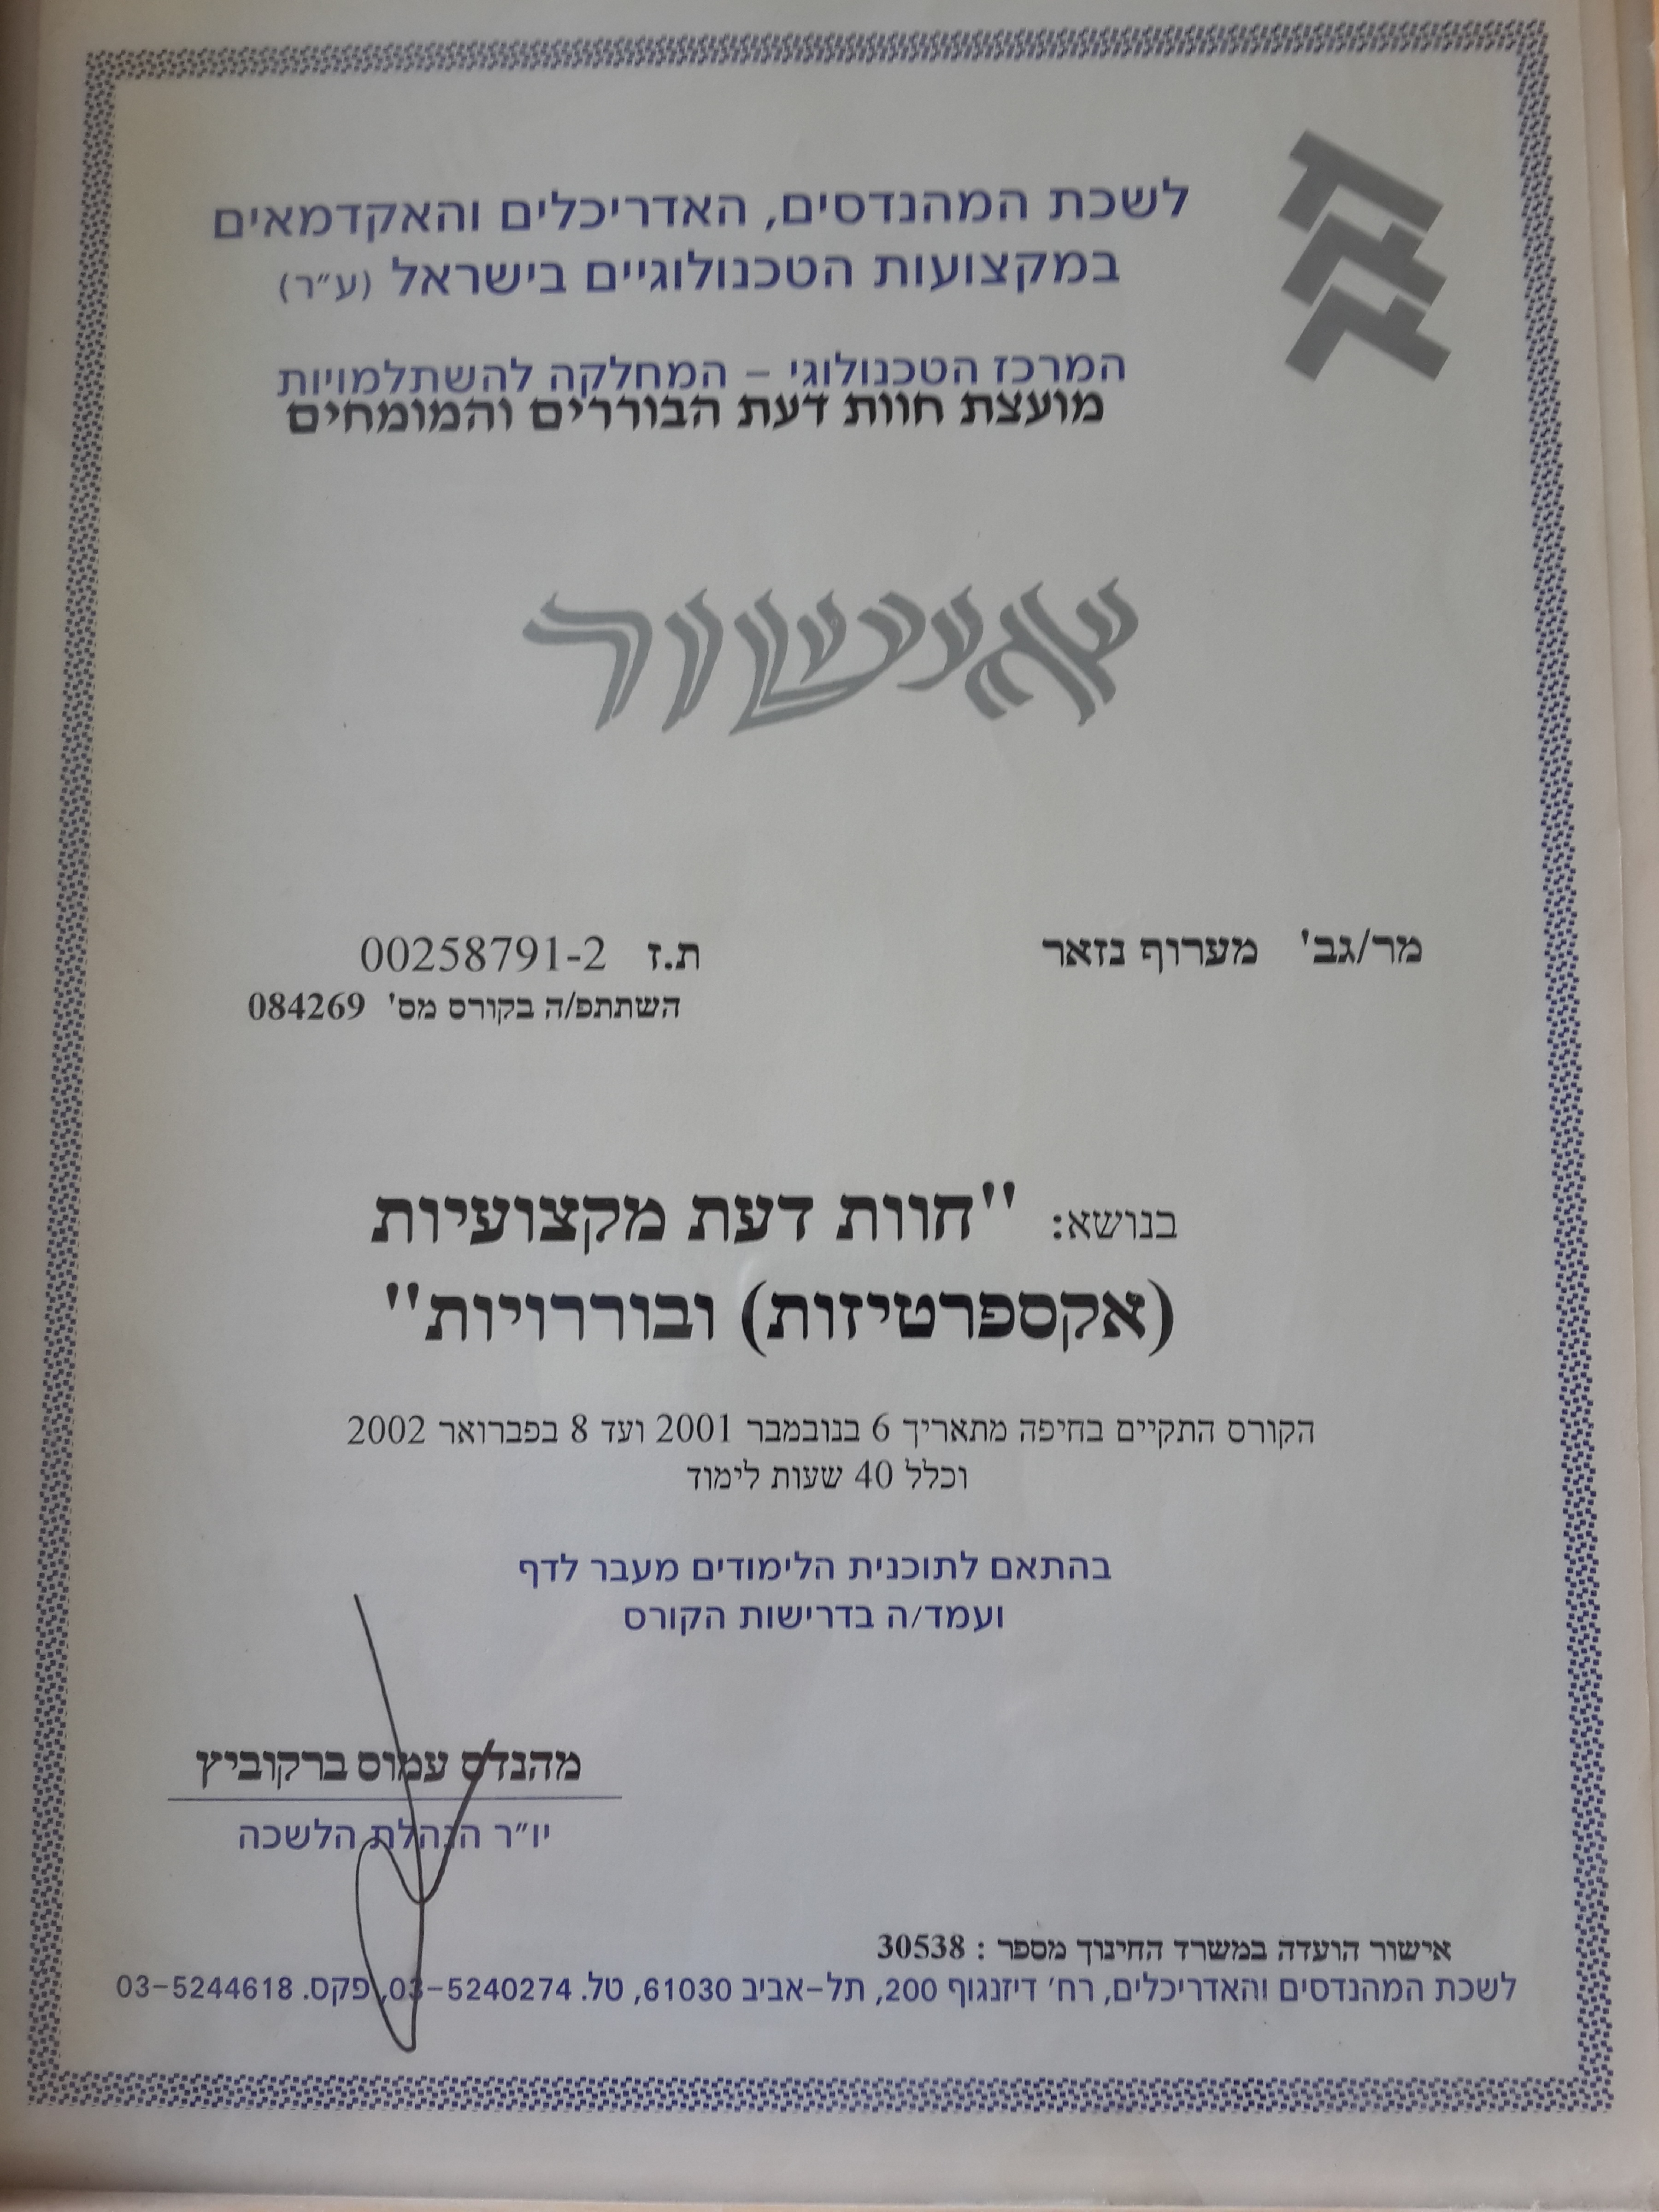 לשכת המהנדסים, האדריכלים והאקדמאים
במקצועות הטכנולוגיים בישראל (ע״ר)
המרכז הטכנולוגי – המחלקה להשתלמויות
מועצת חוות דעת הבוררים והמומחים
אישור
מר/גב' מערוף נזאר ת.ז 00258791-2
השתתפ/ה בקורס מס' 084269
בנושא: "חוות דעת מקצועיות
(אקספרטיזות) ובוררויות"
הקורס התקיים בחיפה מתאריך 6 בנובמבר 2001 ועד 8 בפברואר 2002
וכלל 40 שעות לימוד
בהתאם לתוכנית הלימודים מעבר לדף
ועמד/ה בדרישות הקורס
מהנדס עמוס ברקוביץ
יו״ר הנהלת הלשכה
אישור הועדה במשרד החינוך מספר : 30538
לשכת המהנדסים והאדריכלים, רח׳ דיזנגוף 200, תל-אביב 61030, טל. 03-5240274, פקס. 03-5244618